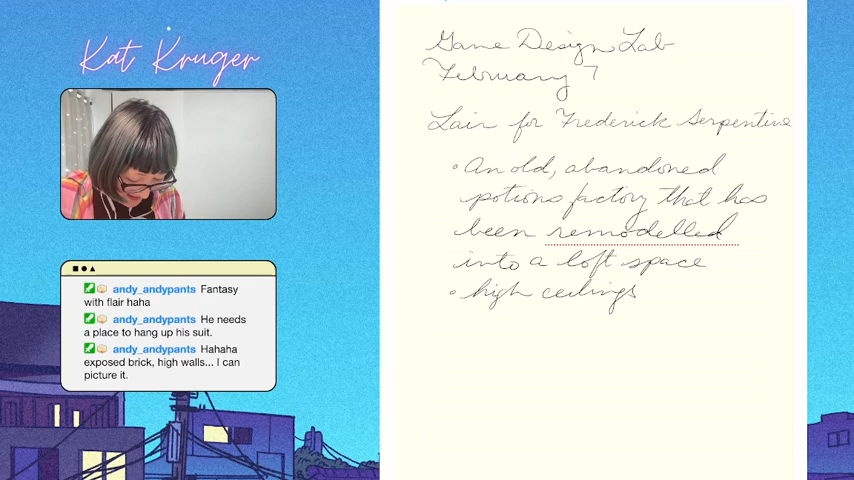 Kat Kruger
andy_andypants Fantasy
with flair haha
andy_andypants He needs
a place to hang up his suit.
andy_andypants Hahaha
exposed brick, high walls... I can
picture it.
Game Design Lab
February 7
Lair for Frederick Serpentine
• An old, abandoned
potions factory that has
been remodelled
into a loft space
• high ceilings